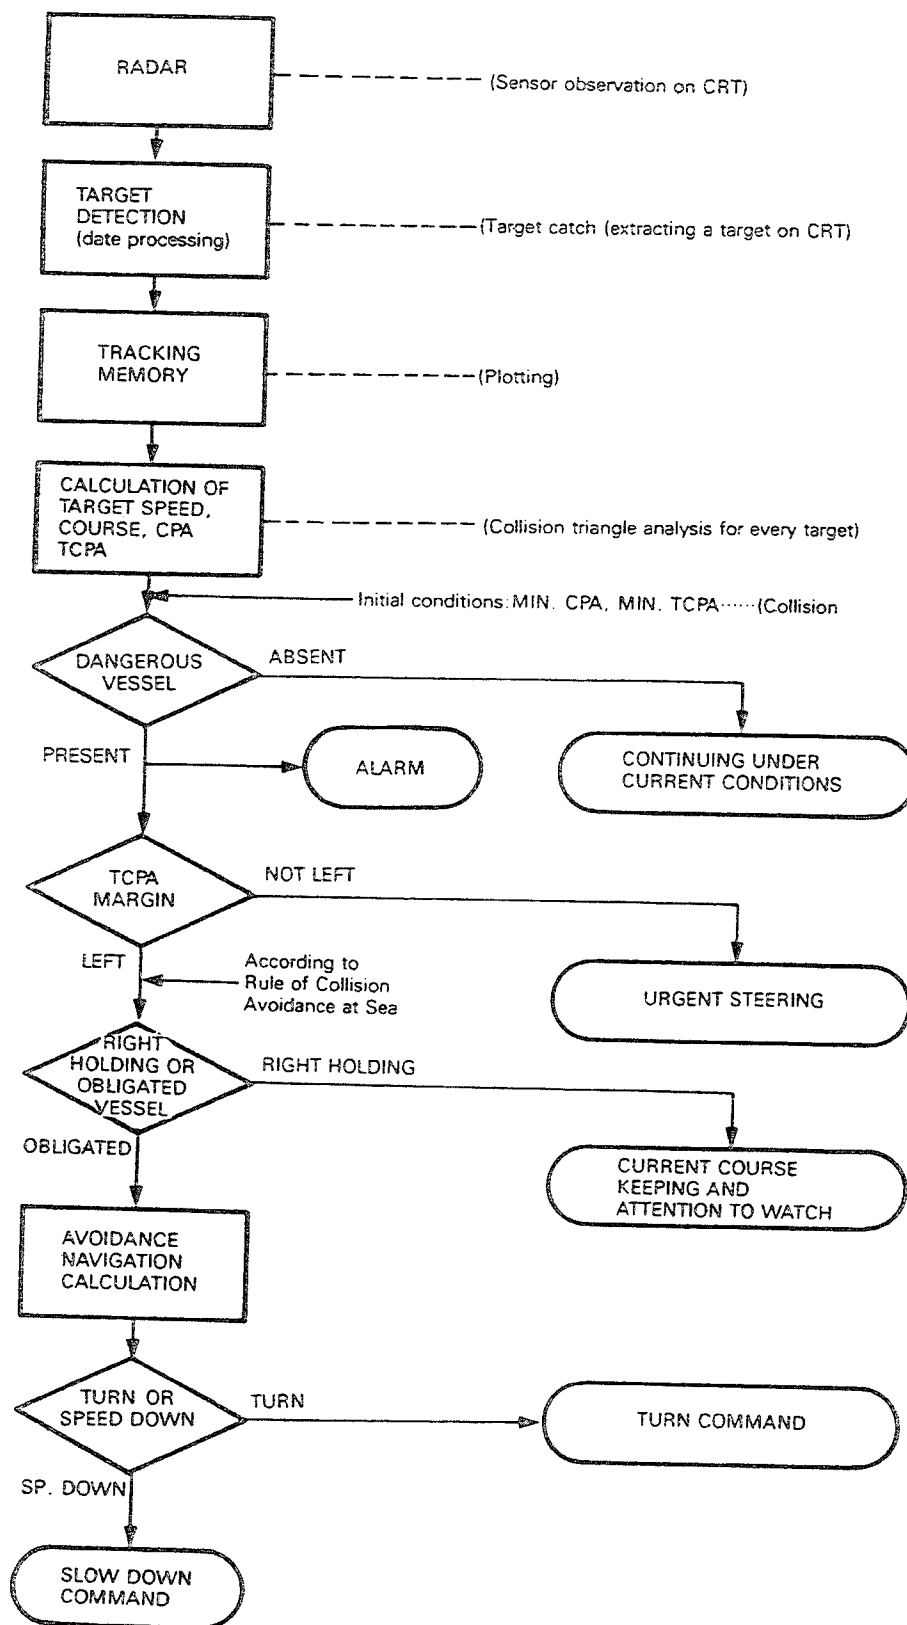 RADAR
(Sensor observation on CRT)
TARGET
DETECTION
(date processing)
(Target catch (extracting a target on CRT)
TRACKING
MEMORY
(Plotting)
CALCULATION OF
TARGET SPEED,
COURSE, CPA
TCPA
(Collision triangle analysis for every target)
Initial conditions: MIN. CPA, MIN. TCPA······(Collision
DANGEROUS
VESSEL
ABSENT
PRESENT
ALARM
CONTINUING UNDER
CURRENT CONDITIONS
TCPA
MARGIN
NOT LEFT
LEFT
According to
Rule of Collision
Avoidance at Sea
URGENT STEERING
RIGHT
HOLDING OR
OBLIGATED
VESSEL
RIGHT HOLDING
OBLIGATED
CURRENT COURSE
KEEPING AND
ATTENTION TO WATCH
AVOIDANCE
NAVIGATION
CALCULATION
TURN OR
SPEED DOWN
TURN
TURN COMMAND
SP. DOWN
SLOW DOWN
COMMAND